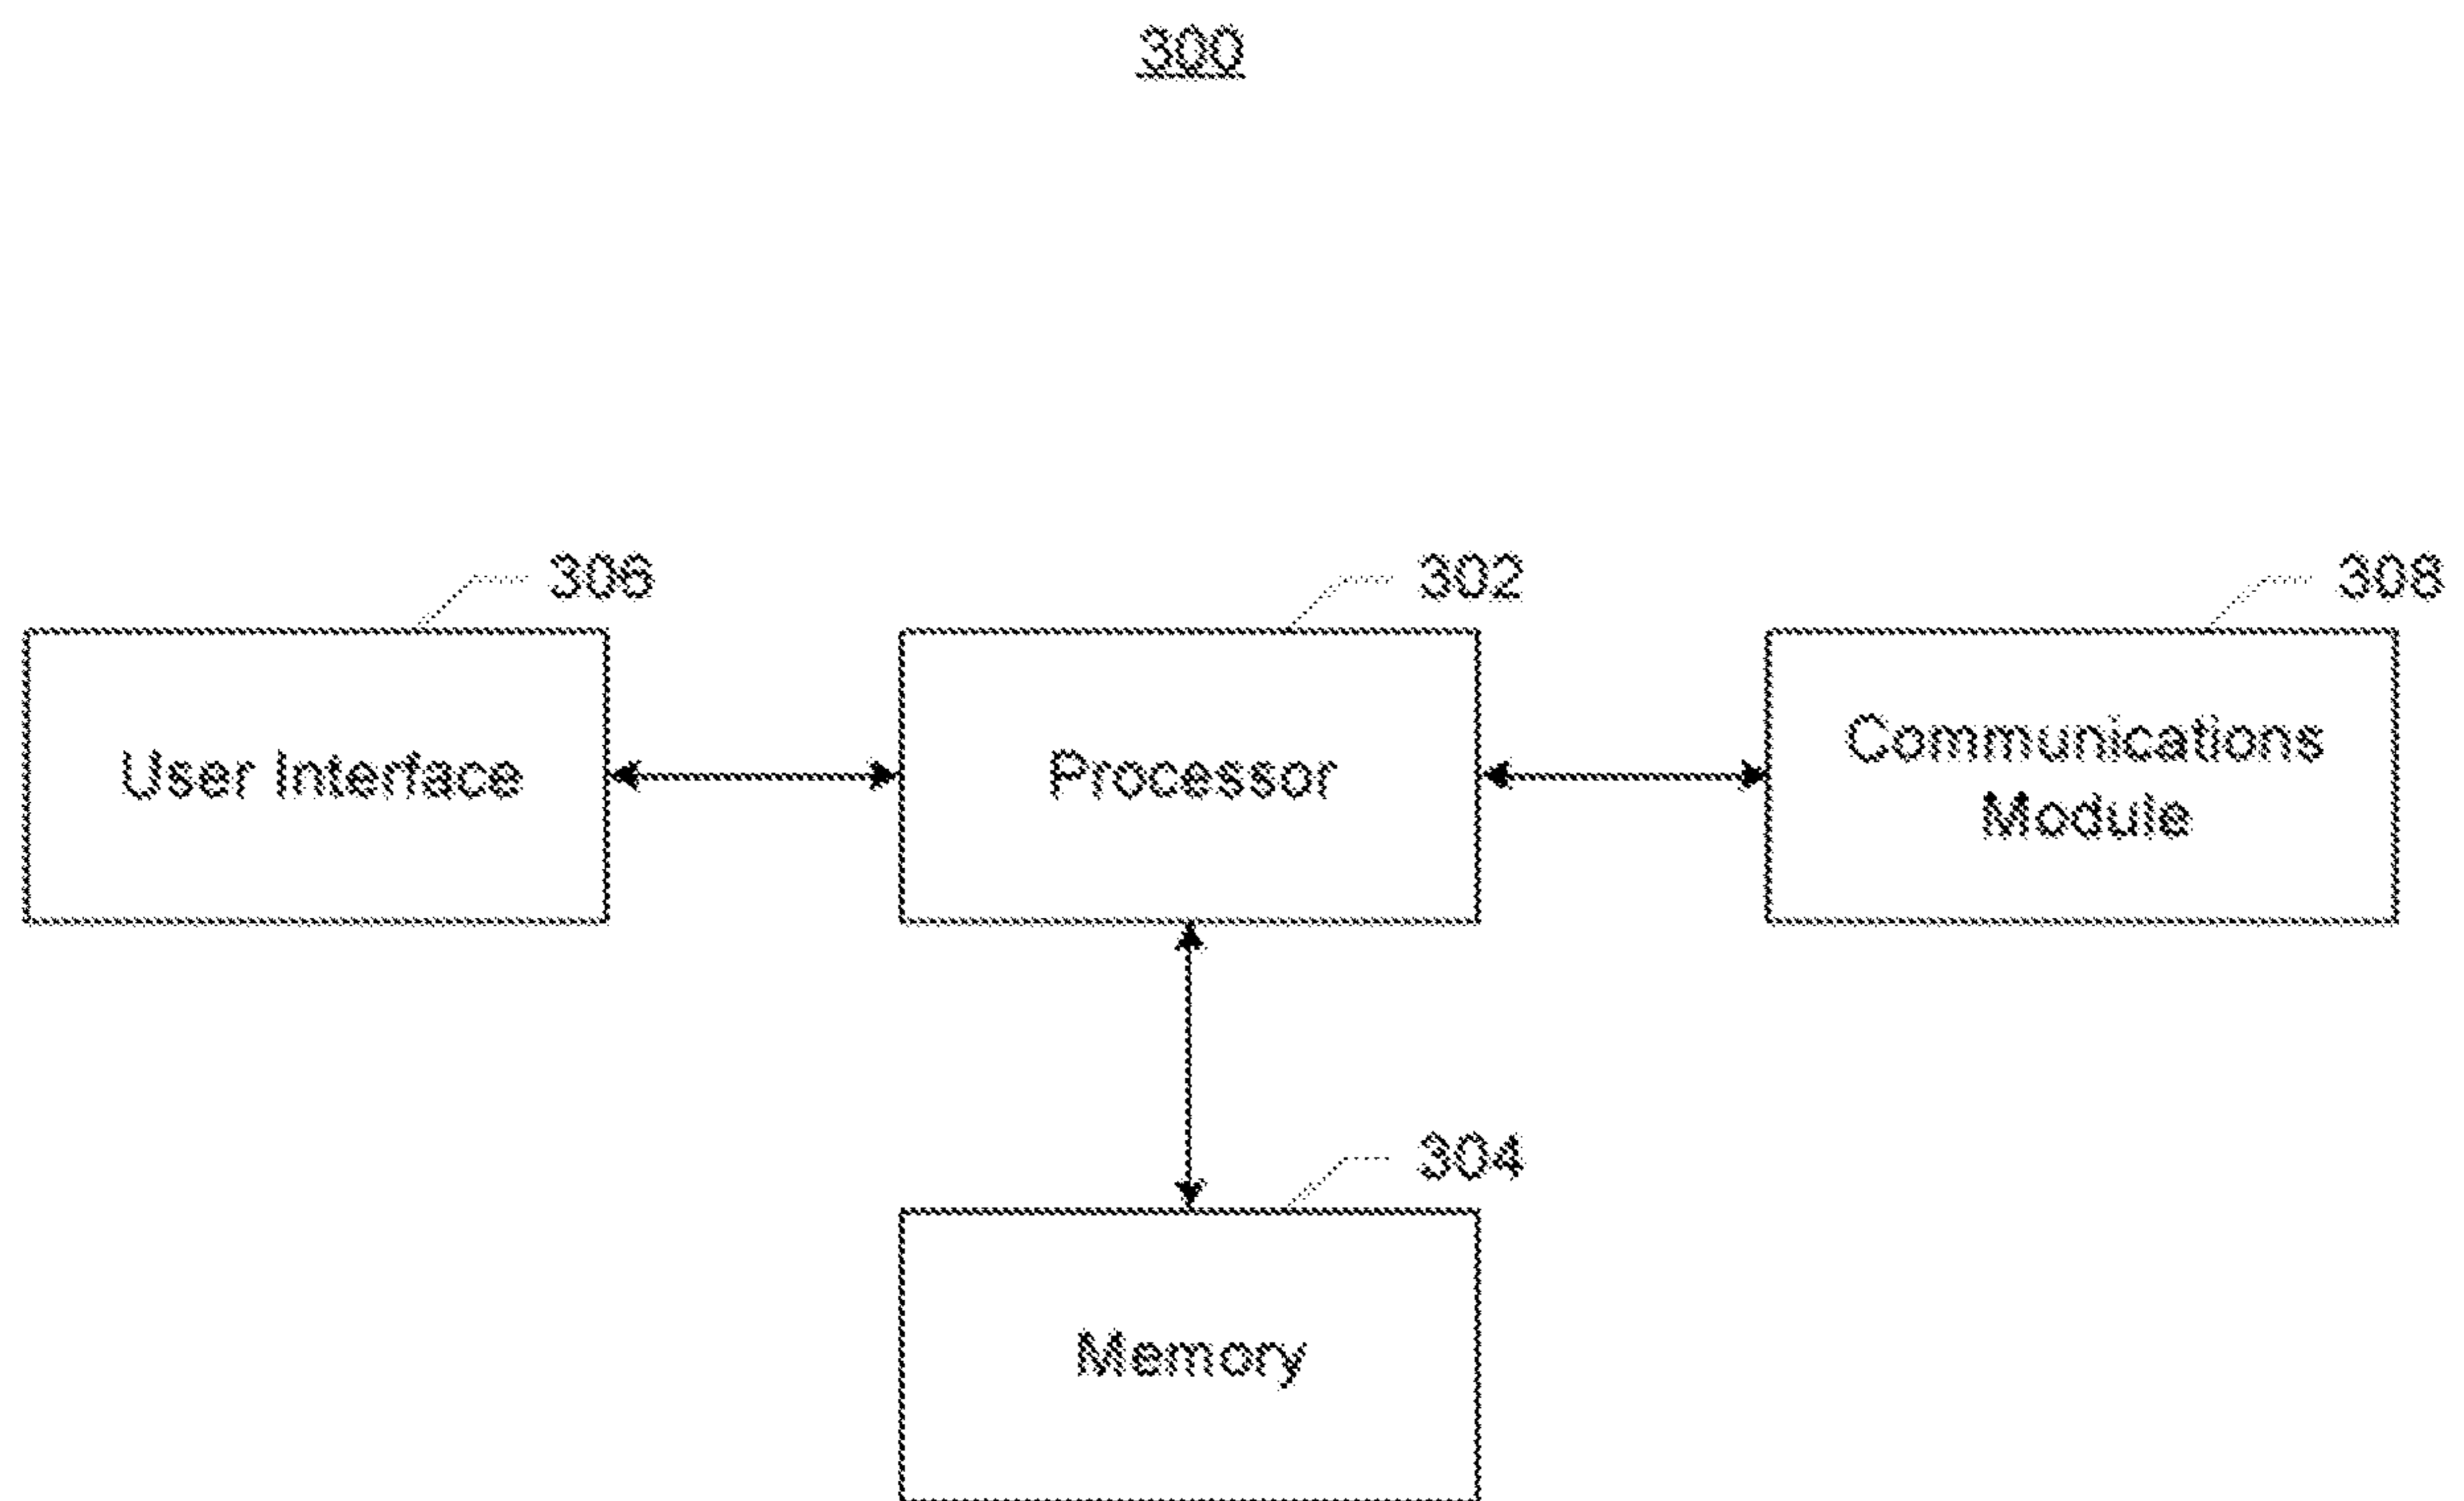 300
306
302
308
User Interface
Processor
Communications
Module
304
Memory